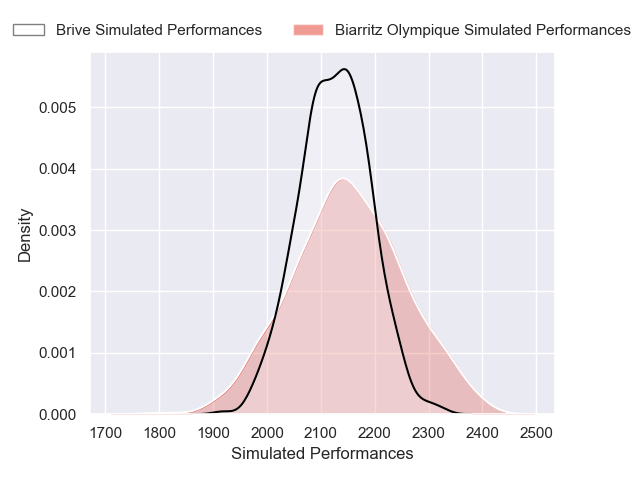 Brive Simulated Performances
Biarritz Olympique Simulated Performances
Density
0.005
0.004
0.003
0.002
0.001
0.000
1700 1800 1900 2000 2100 2200 2300 2400 2500
Simulated Performances